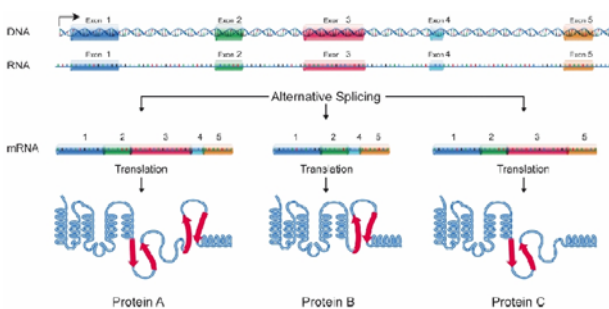 Exon 1 Exon 2 Exon 3 Exon 4 Exon 5
DNA
Exon 1 Exon 2 Exon 3 Exon 4 Exon 5
RNA
Alternative Splicing
1 2 3 4 5 1 2 4 5 1 2 3 5
mRNA
Translation Translation Translation
Protein A Protein B Protein C